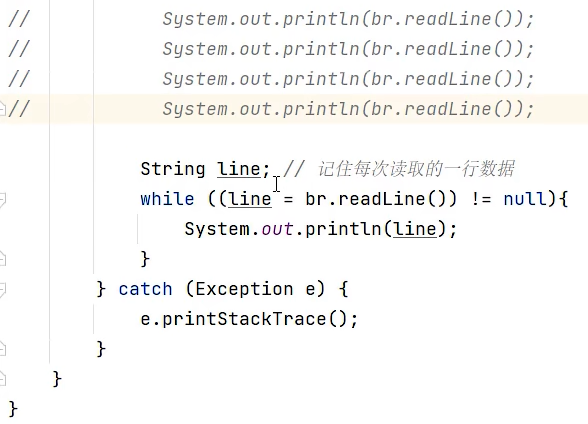 //            System.out.println(br.readLine());
//            System.out.println(br.readLine());
//            System.out.println(br.readLine());
//            System.out.println(br.readLine());
            String line; // 记住每次读取的一行数据
            while ((line = br.readLine()) != null){
                System.out.println(line);
            }
        } catch (Exception e) {
            e.printStackTrace();
        }
    }
}